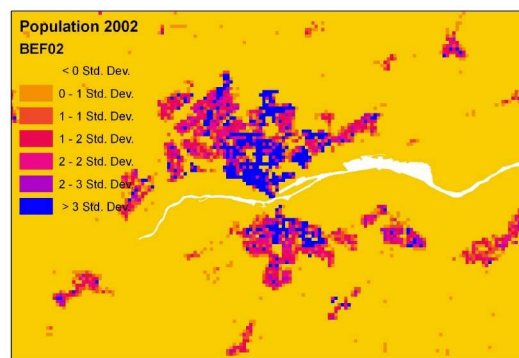 Population 2002
BEF02
< 0 Std. Dev.
0 - 1 Std. Dev.
1 - 1 Std. Dev.
1 - 2 Std. Dev.
2 - 2 Std. Dev.
2 - 3 Std. Dev.
> 3 Std. Dev.